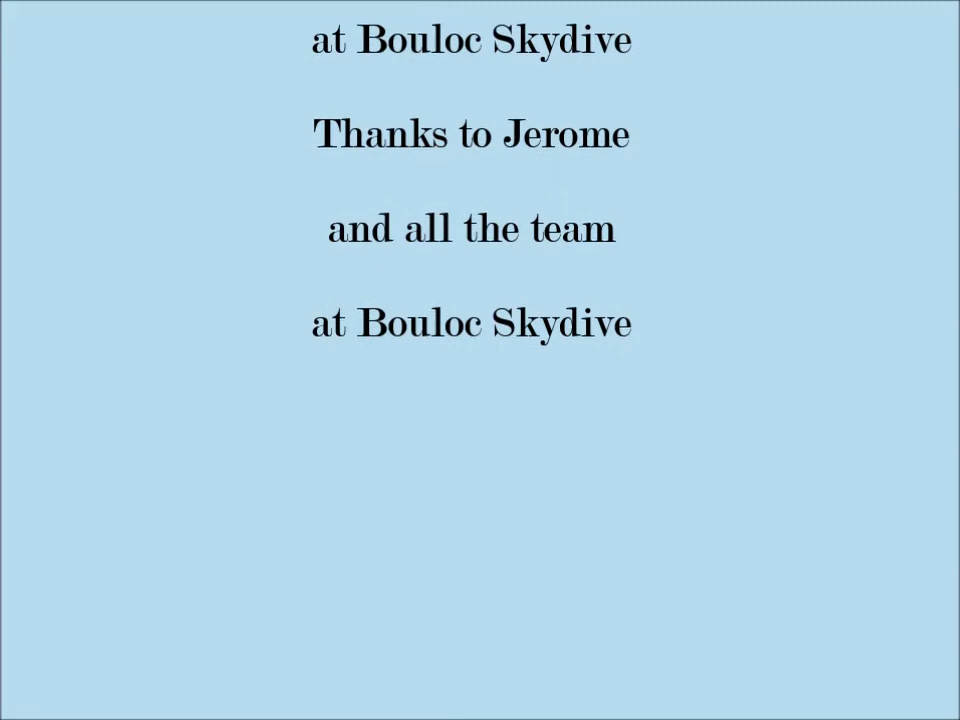 at Bouloc Skydive
Thanks to Jerome
and all the team
at Bouloc Skydive